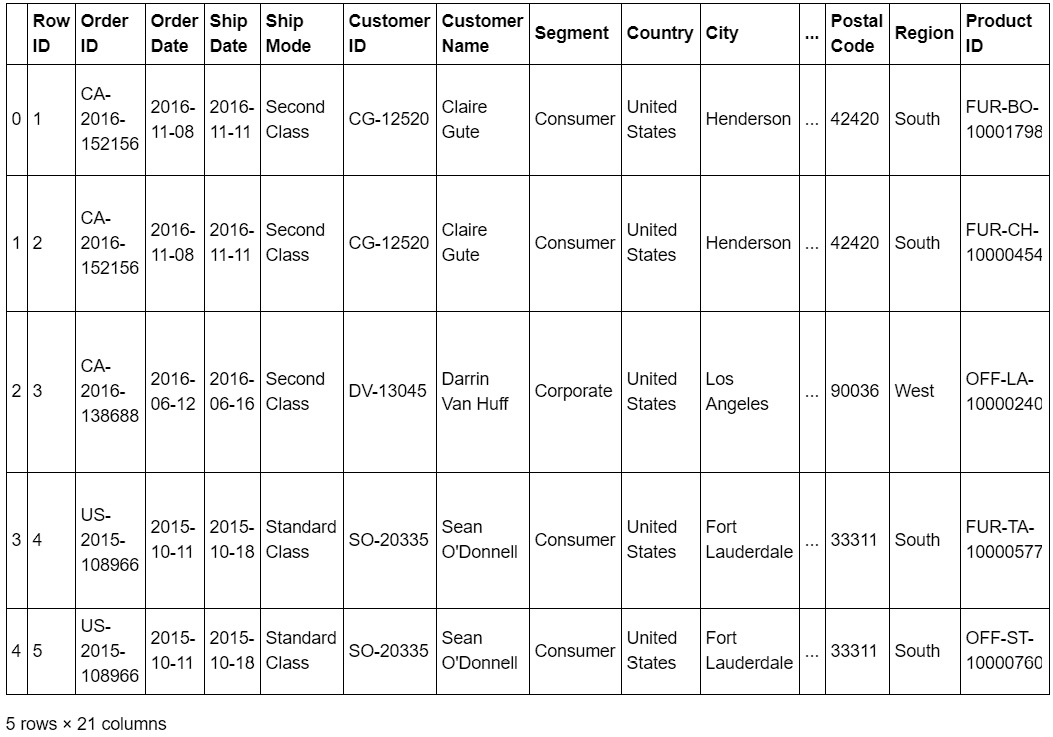 Row ID Order ID Order Date Ship Date Ship Mode Customer ID Customer Name Segment Country City ... Postal Code Region Product ID
0 1 CA-2016-152156 2016-11-08 2016-11-11 Second Class CG-12520 Claire Gute Consumer United States Henderson ... 42420 South FUR-BO-10001798
1 2 CA-2016-152156 2016-11-08 2016-11-11 Second Class CG-12520 Claire Gute Consumer United States Henderson ... 42420 South FUR-CH-10000454
2 3 CA-2016-138688 2016-06-12 2016-06-16 Second Class DV-13045 Darrin Van Huff Corporate United States Los Angeles ... 90036 West OFF-LA-10000240
3 4 US-2015-108966 2015-10-11 2015-10-18 Standard Class SO-20335 Sean O'Donnell Consumer United States Fort Lauderdale ... 33311 South FUR-TA-10000577
4 5 US-2015-108966 2015-10-11 2015-10-18 Standard Class SO-20335 Sean O'Donnell Consumer United States Fort Lauderdale ... 33311 South OFF-ST-10000760
5 rows × 21 columns